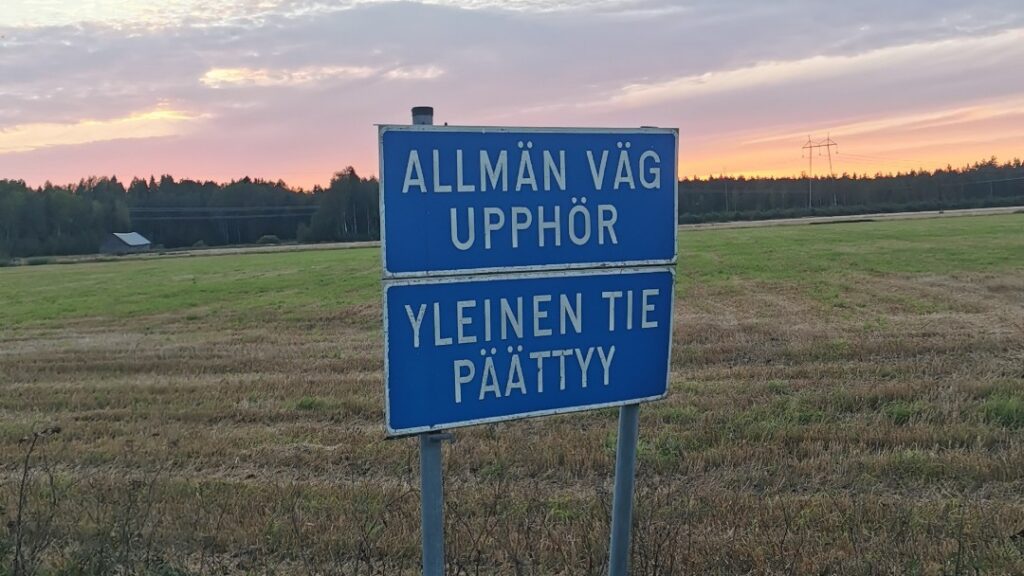 ALLMÄN VÄG
UPPHÖR
YLEINEN TIE
PÄÄTTYY